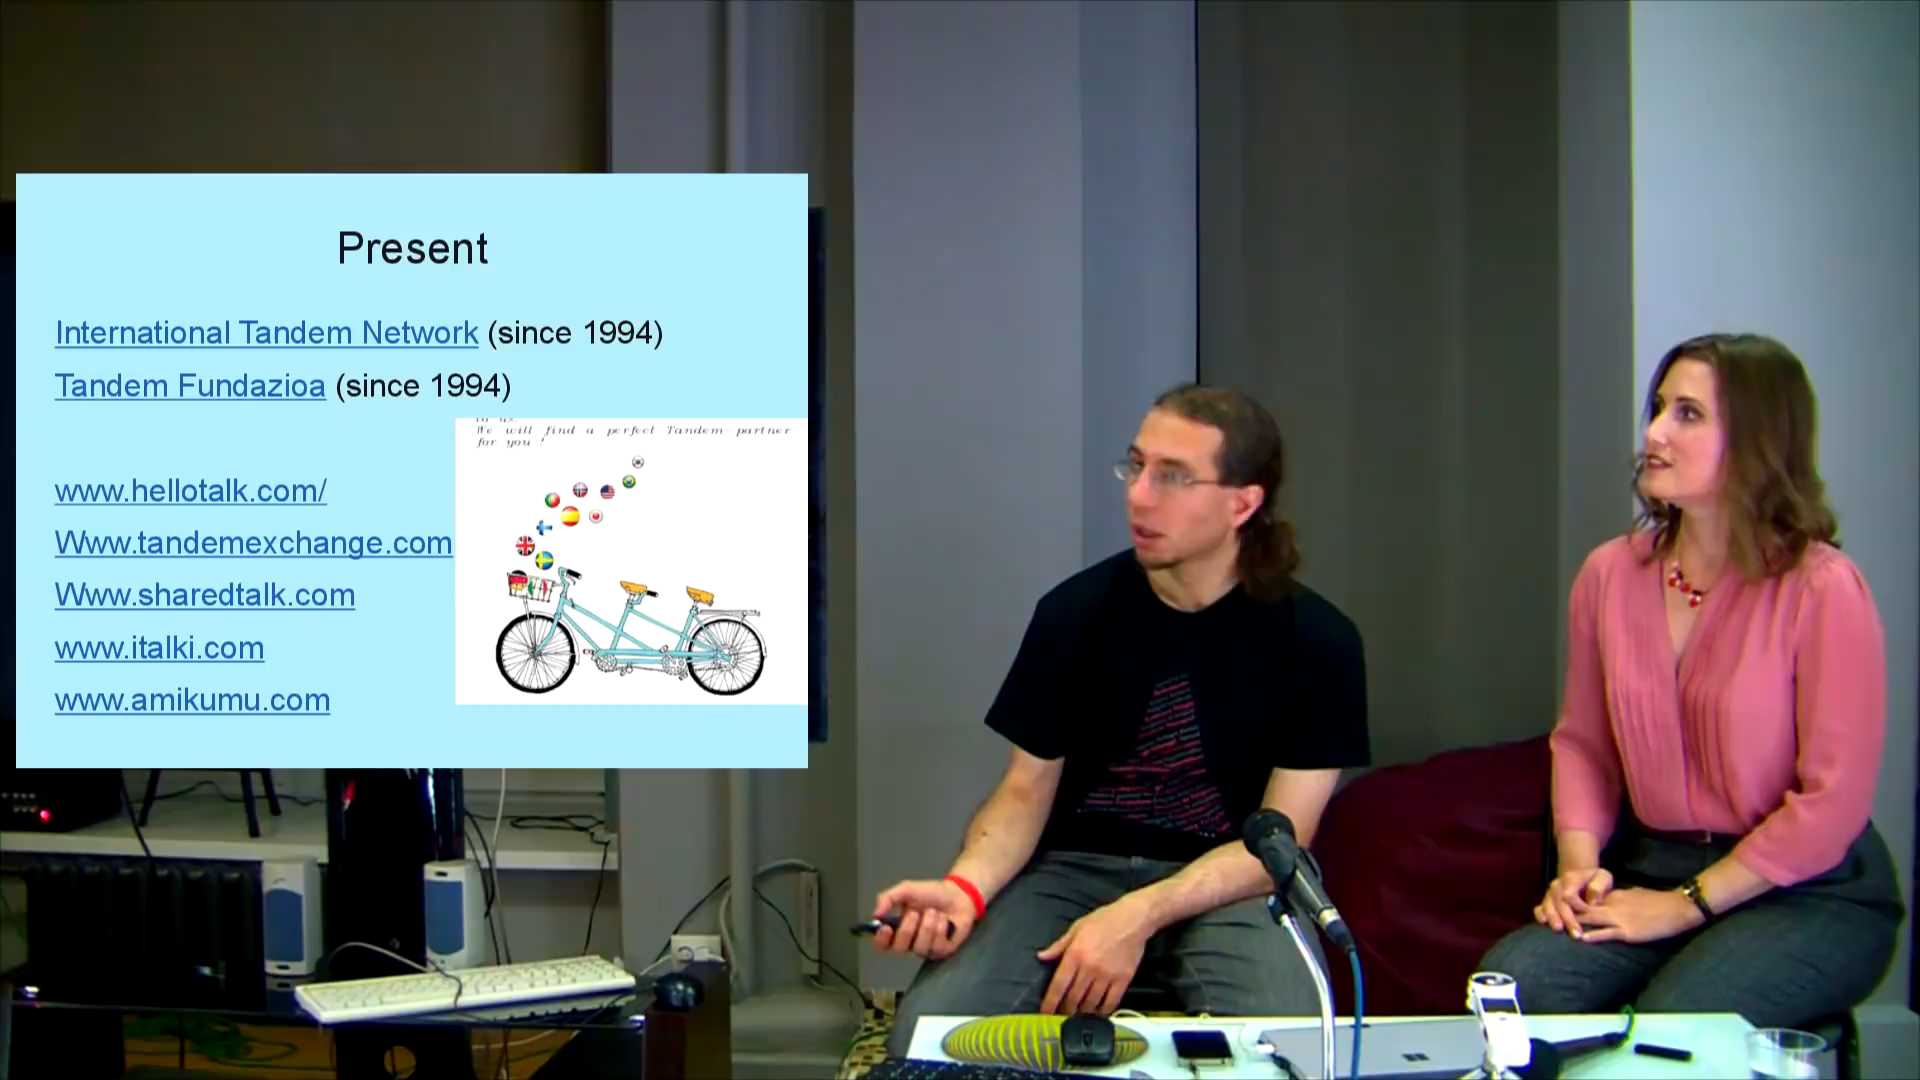 Present
International Tandem Network (since 1994)
Tandem Fundazioa (since 1994)
We will find a perfect Tandem-partner
for you !
www.hellotalk.com/
Www.tandemexchange.com
Www.sharedtalk.com
www.italki.com
www.amikumu.com